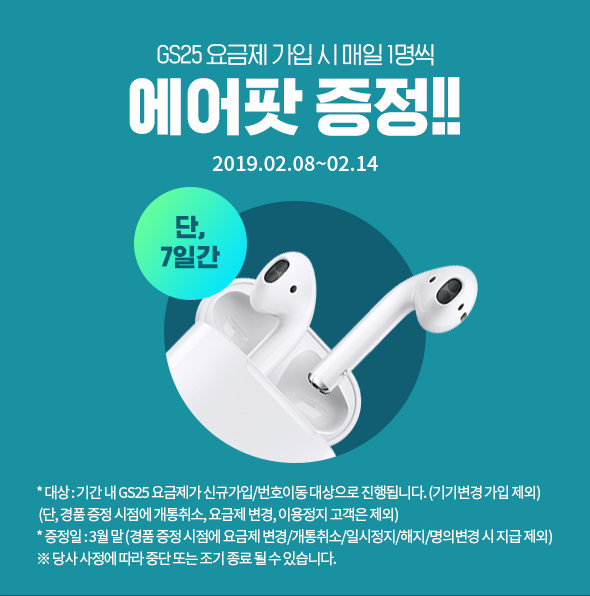 GS25 요금제 가입 시 매일 1명씩
에어팟 증정!!
2019.02.08~02.14
단,
7일간
* 대상 : 기간 내 GS25 요금제가 신규가입/번호이동 대상으로 진행됩니다. (기기변경 가입 제외)
(단, 경품 증정 시점에 개통취소, 요금제 변경, 이용정지 고객은 제외)
* 증정일 : 3월 말 (경품 증정 시점에 요금제 변경/개통취소/일시정지/해지/명의변경 시 지급 제외)
※ 당사 사정에 따라 중단 또는 조기 종료 될 수 있습니다.